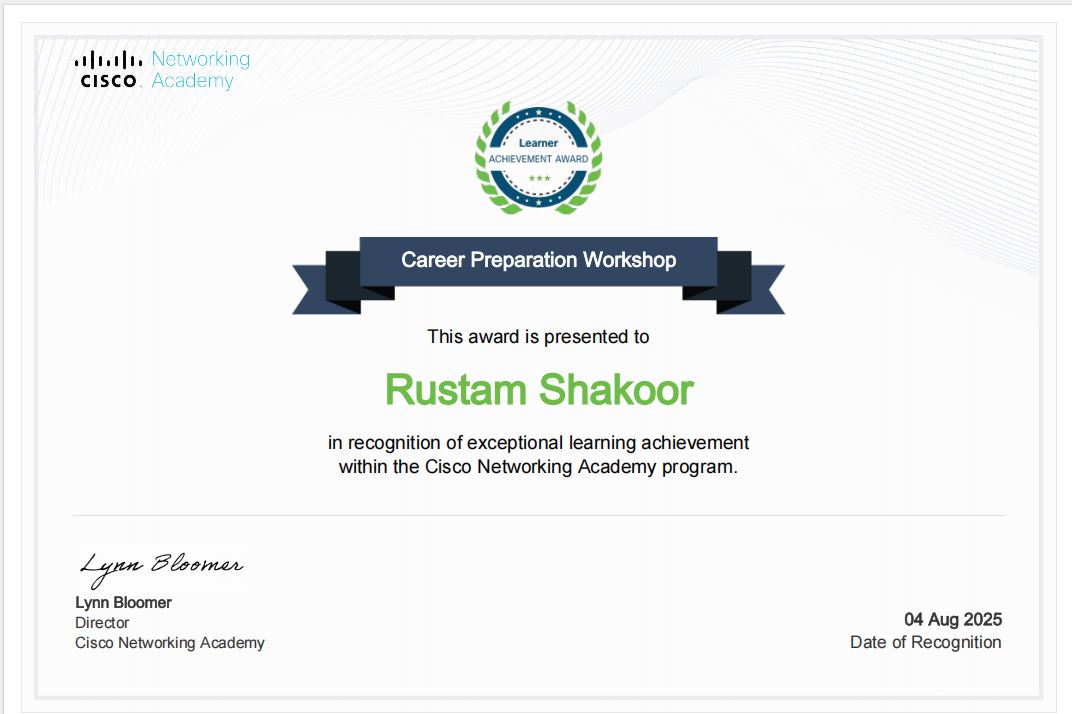 Networking
CISCO Academy
Learner
ACHIEVEMENT AWARD
Career Preparation Workshop
This award is presented to
Rustam Shakoor
in recognition of exceptional learning achievement
within the Cisco Networking Academy program.
Lynn Bloomer
Lynn Bloomer
Director
Cisco Networking Academy
04 Aug 2025
Date of Recognition